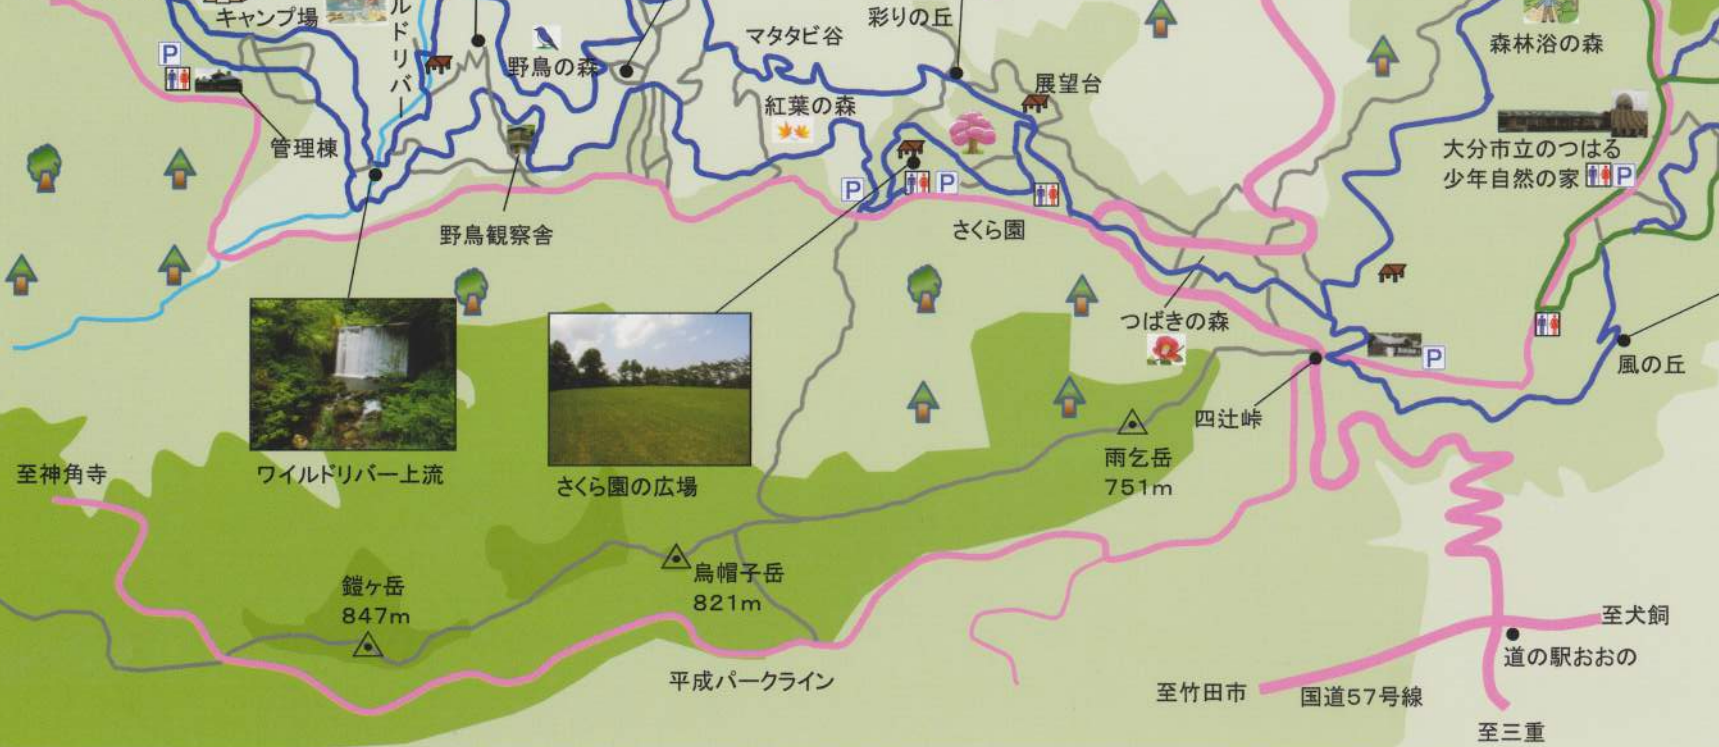 キャンプ場
ルドリバー
彩りの丘
マタタビ谷
森林浴の森
P
野鳥の森
展望台
紅葉の森
管理棟
大分市立のつはる
少年自然の家
P
P
P
さくら園
野鳥観察舎
つばきの森
P
風の丘
四辻峠
雨乞岳
751m
至神角寺
ワイルドリバー上流
さくら園の広場
烏帽子岳
821m
鎧ヶ岳
847m
至犬飼
道の駅おおの
平成パークライン
至竹田市
国道57号線
至三重